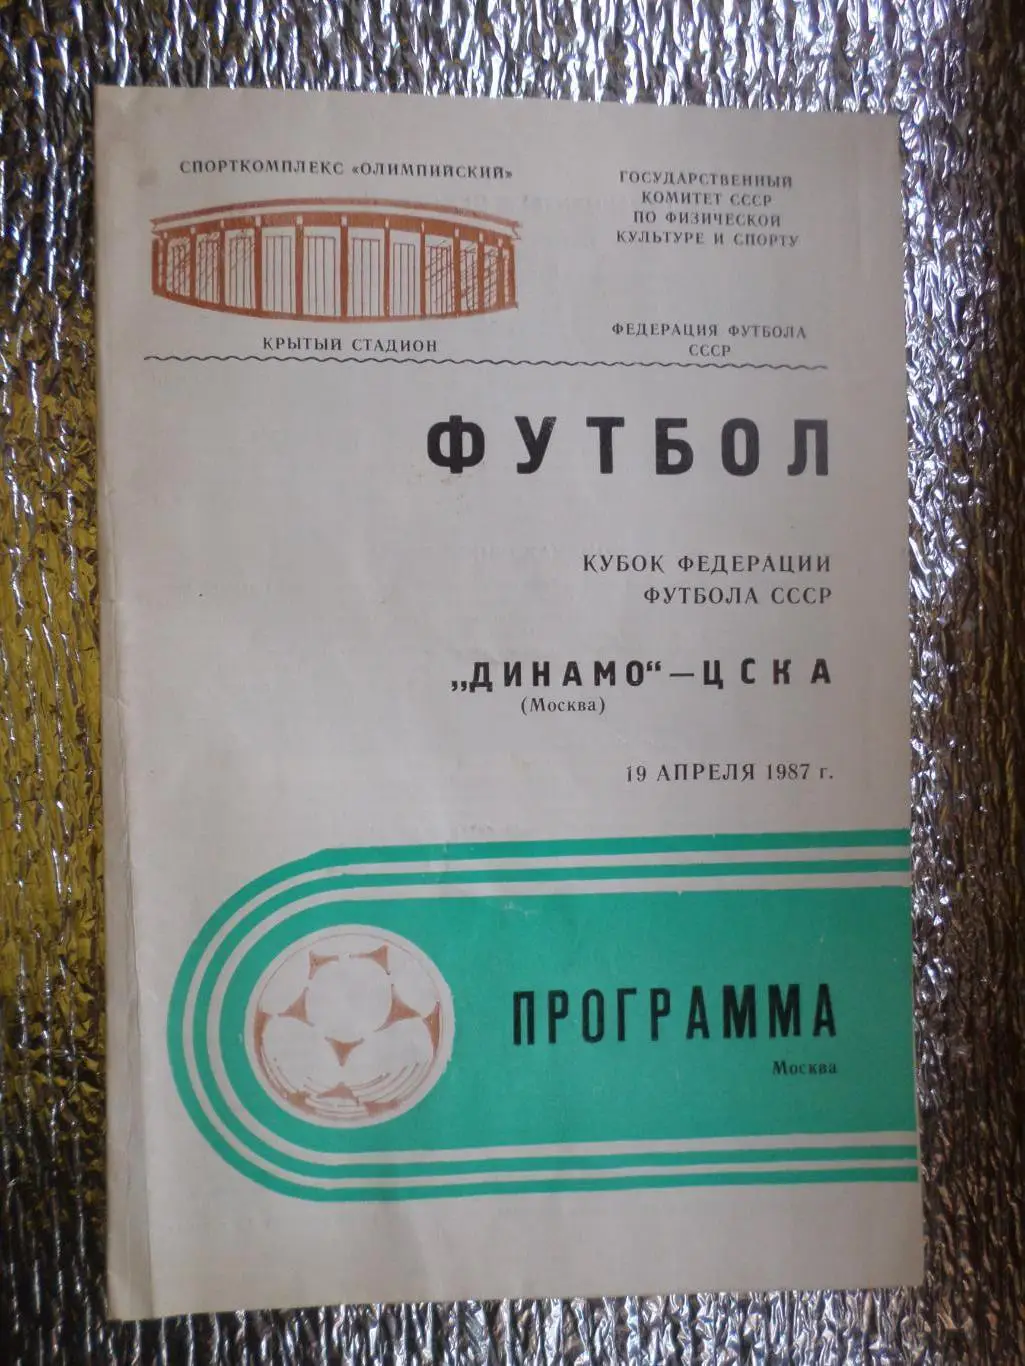 СПОРТКОМПЛЕКС «ОЛИМПИЙСКИЙ»
КРЫТЫЙ СТАДИОН
ГОСУДАРСТВЕННЫЙ
КОМИТЕТ СССР
ПО ФИЗИЧЕСКОЙ
КУЛЬТУРЕ И СПОРТУ
ФЕДЕРАЦИЯ ФУТБОЛА
СССР
ФУТБОЛ
КУБОК ФЕДЕРАЦИИ
ФУТБОЛА СССР
„ДИНАМО“ — ЦСКА
(Москва)
19 АПРЕЛЯ 1987 г.
ПРОГРАММА
Москва